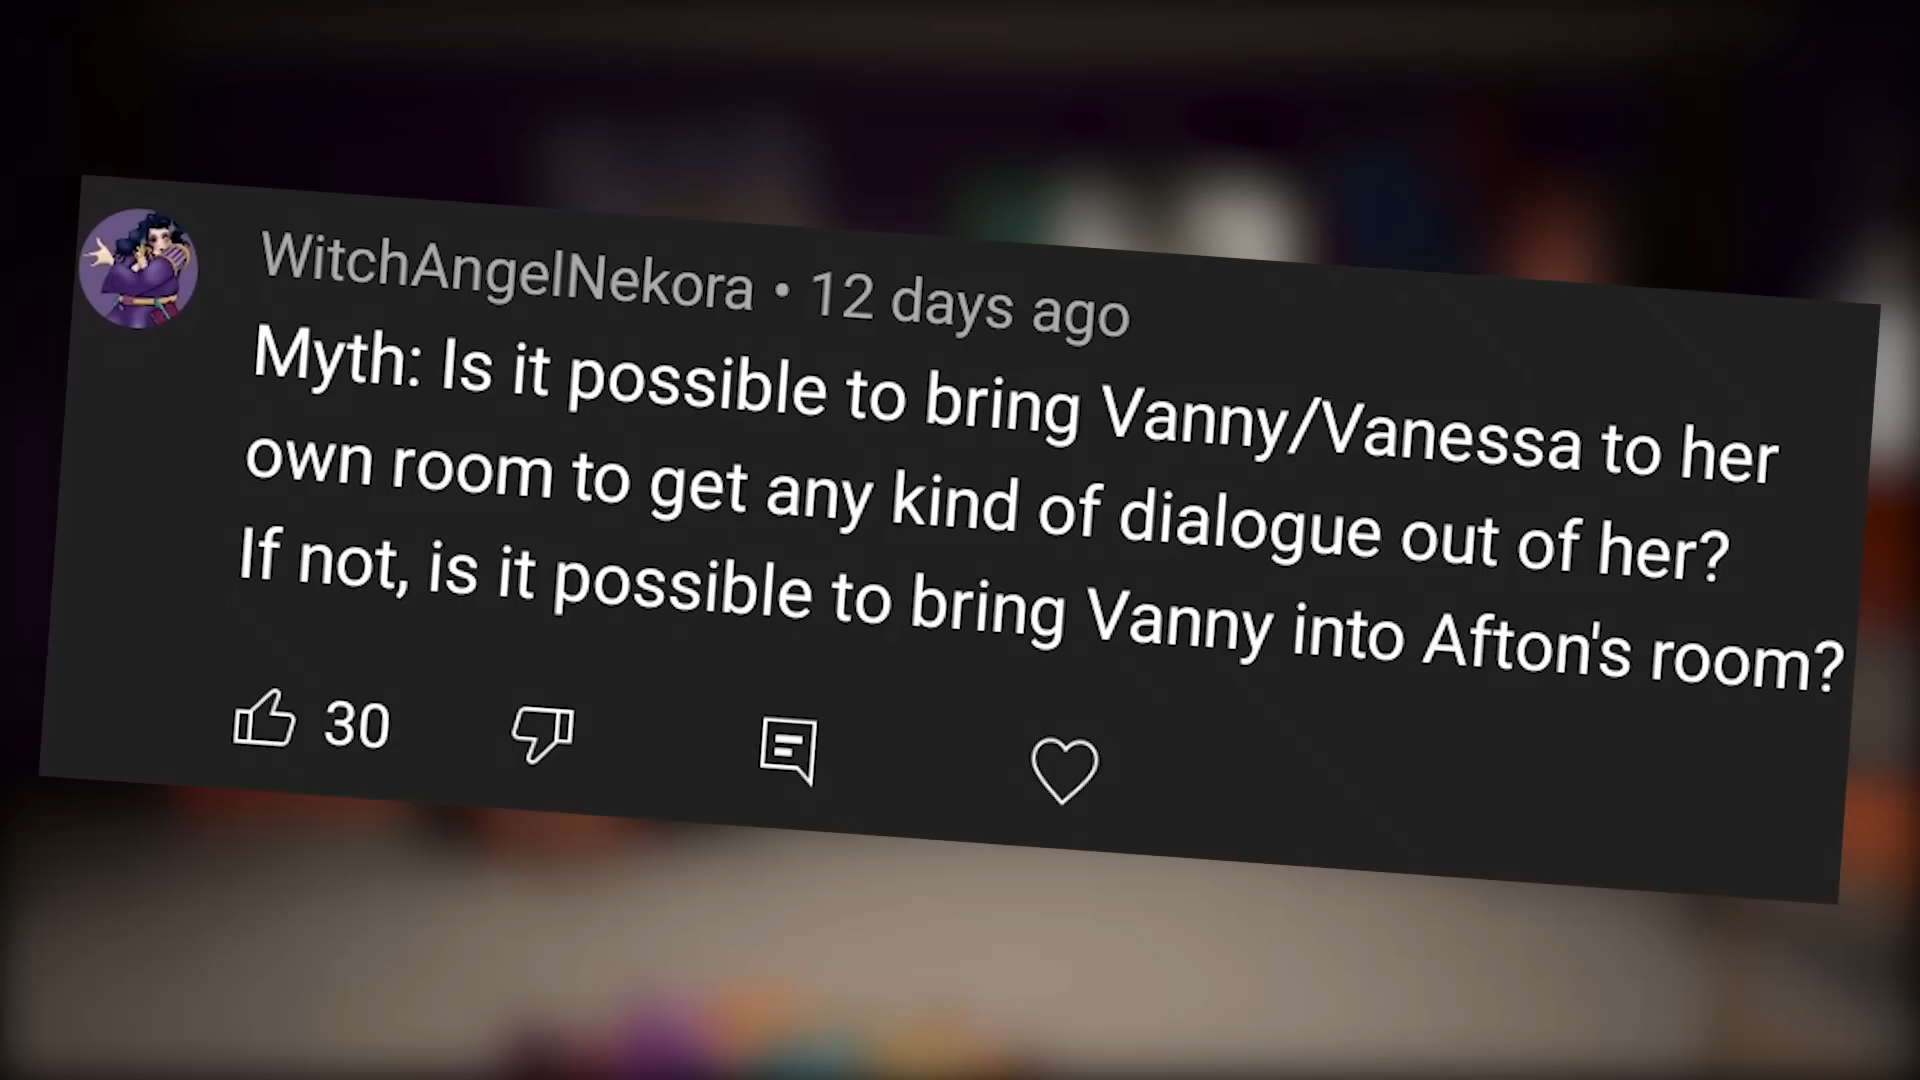 WitchAngelNekora • 12 days ago
Myth: Is it possible to bring Vanny/Vanessa to her
own room to get any kind of dialogue out of her?
If not, is it possible to bring Vanny into Afton's room?
30